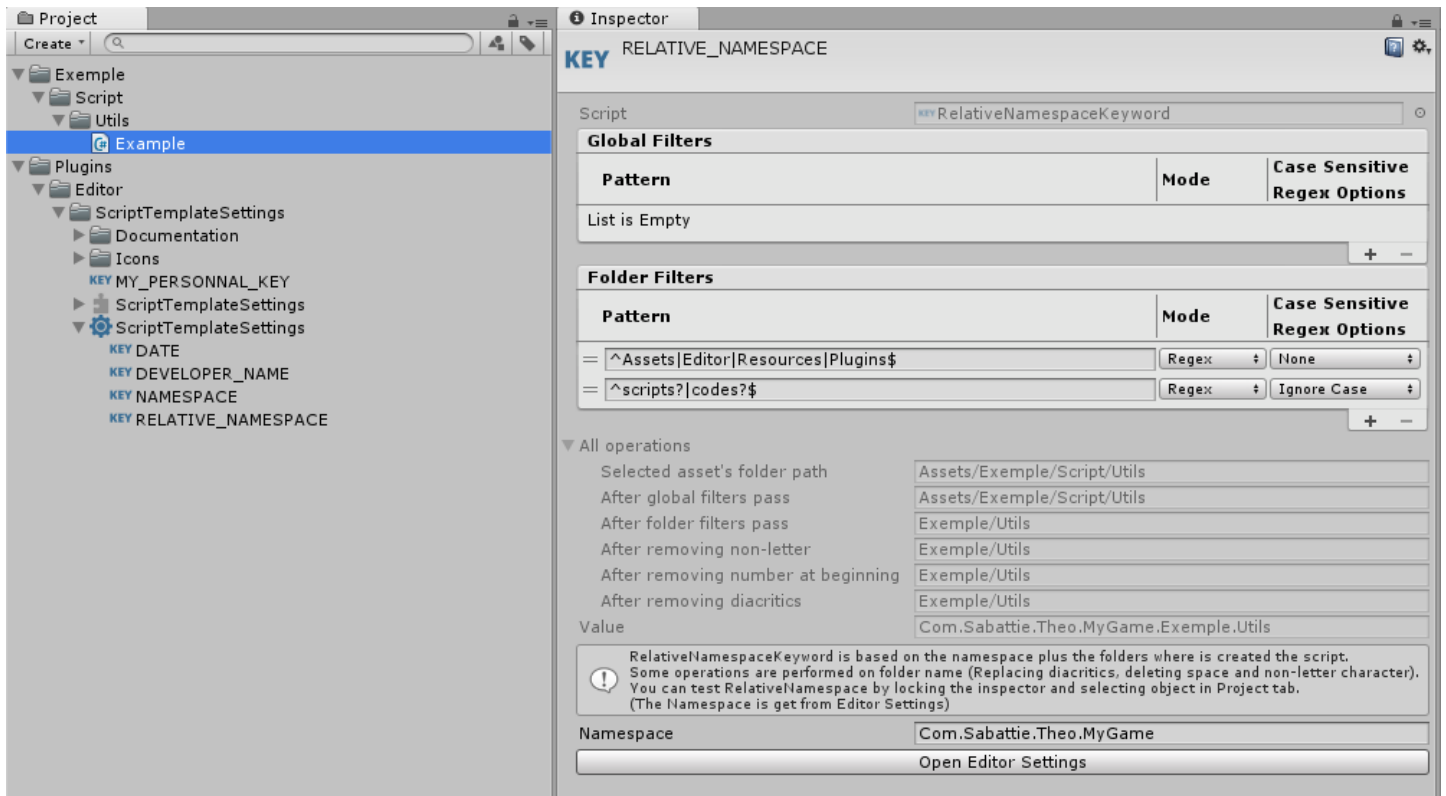 Project
Create
Exemple
Script
Utils
Example
Plugins
Editor
ScriptTemplateSettings
Documentation
Icons
KEY MY_PERSONNAL_KEY
ScriptTemplateSettings
ScriptTemplateSettings
KEY DATE
KEY DEVELOPER_NAME
KEY NAMESPACE
KEY RELATIVE_NAMESPACE
Inspector
KEY RELATIVE_NAMESPACE
Script KEY RelativeNamespaceKeyword
Global Filters
Pattern Mode Case Sensitive
Regex Options
List is Empty
+ −
Folder Filters
Pattern Mode Case Sensitive
Regex Options
^Assets|Editor|Resources|Plugins$ Regex None
^scripts?|codes?$ Regex Ignore Case
+ −
All operations
Selected asset's folder path Assets/Exemple/Script/Utils
After global filters pass Assets/Exemple/Script/Utils
After folder filters pass Exemple/Utils
After removing non-letter Exemple/Utils
After removing number at beginning Exemple/Utils
After removing diacritics Exemple/Utils
Value Com.Sabattie.Theo.MyGame.Exemple.Utils
RelativeNamespaceKeyword is based on the namespace plus the folders where is created the script.
Some operations are performed on folder name (Replacing diacritics, deleting space and non-letter character).
You can test RelativeNamespace by locking the inspector and selecting object in Project tab.
(The Namespace is get from Editor Settings)
Namespace Com.Sabattie.Theo.MyGame
Open Editor Settings